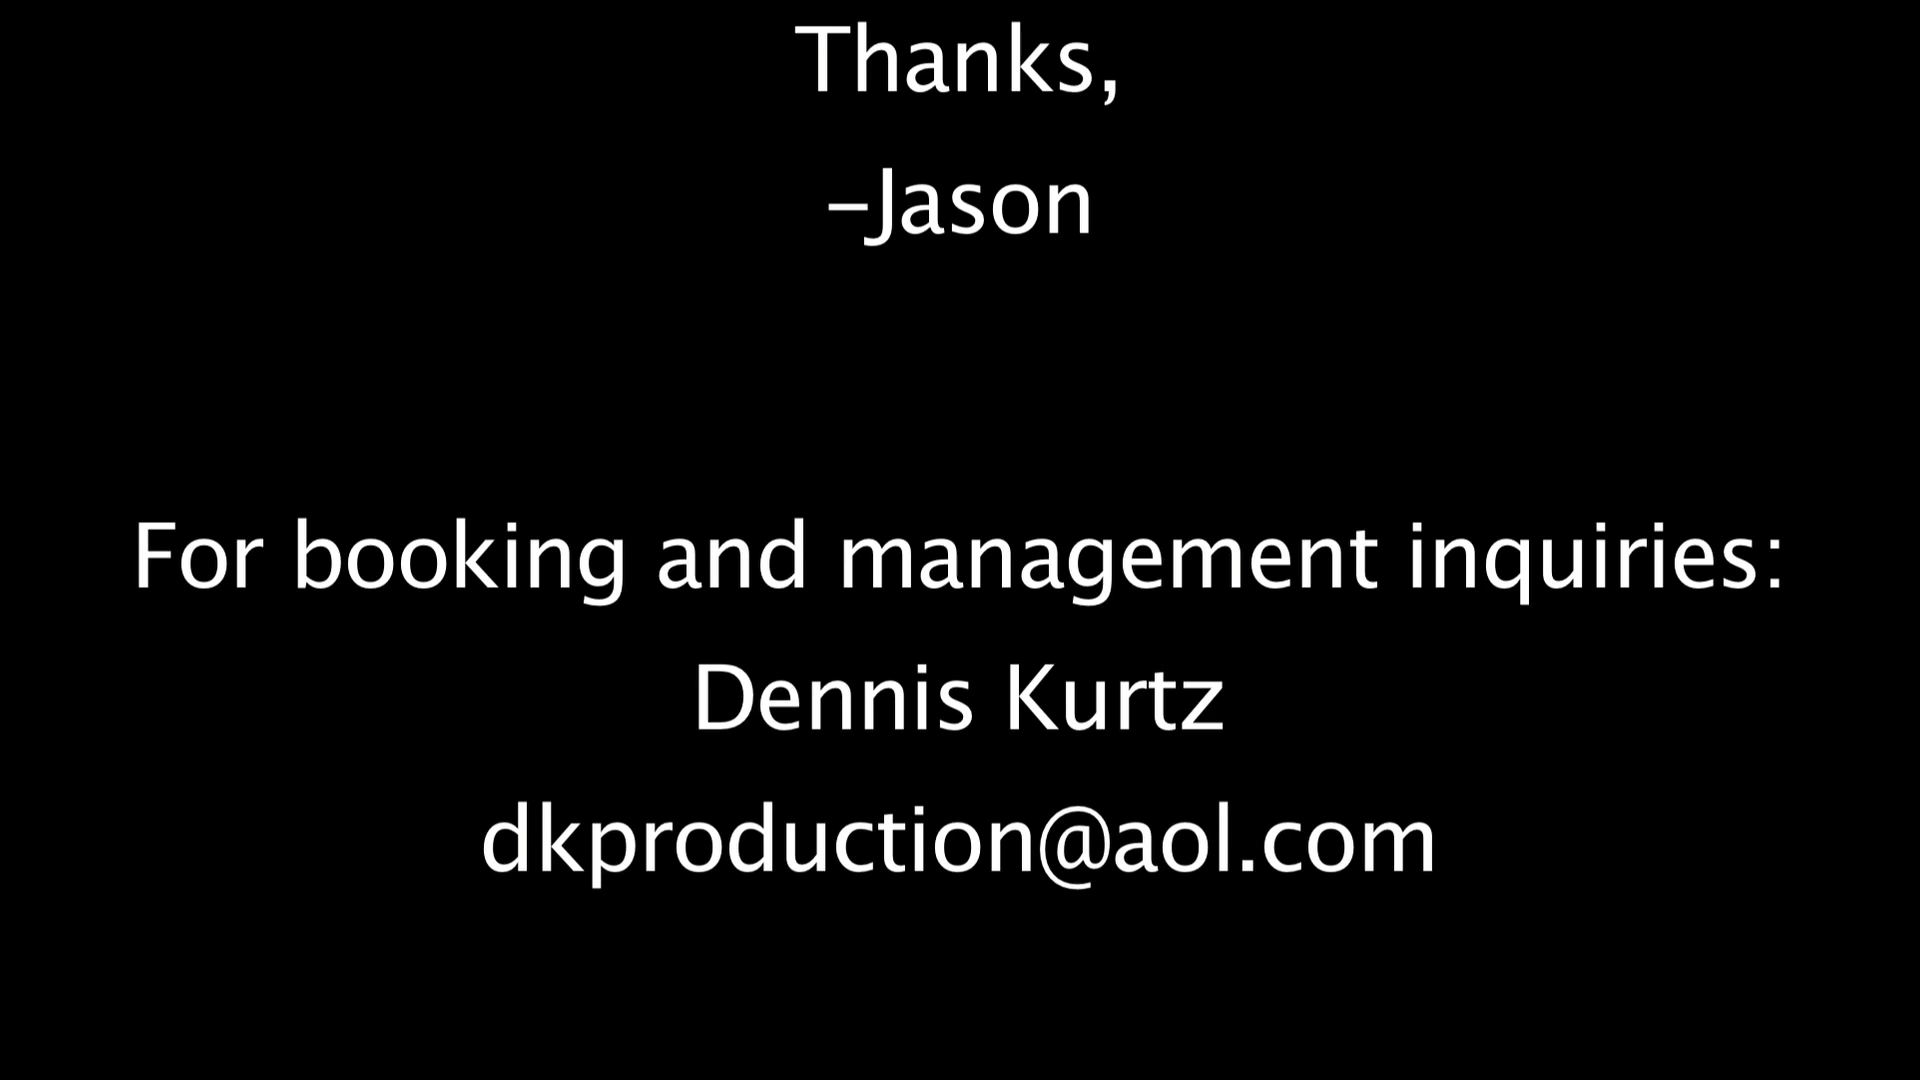 Thanks,
-Jason
For booking and management inquiries:
Dennis Kurtz
dkproduction@aol.com